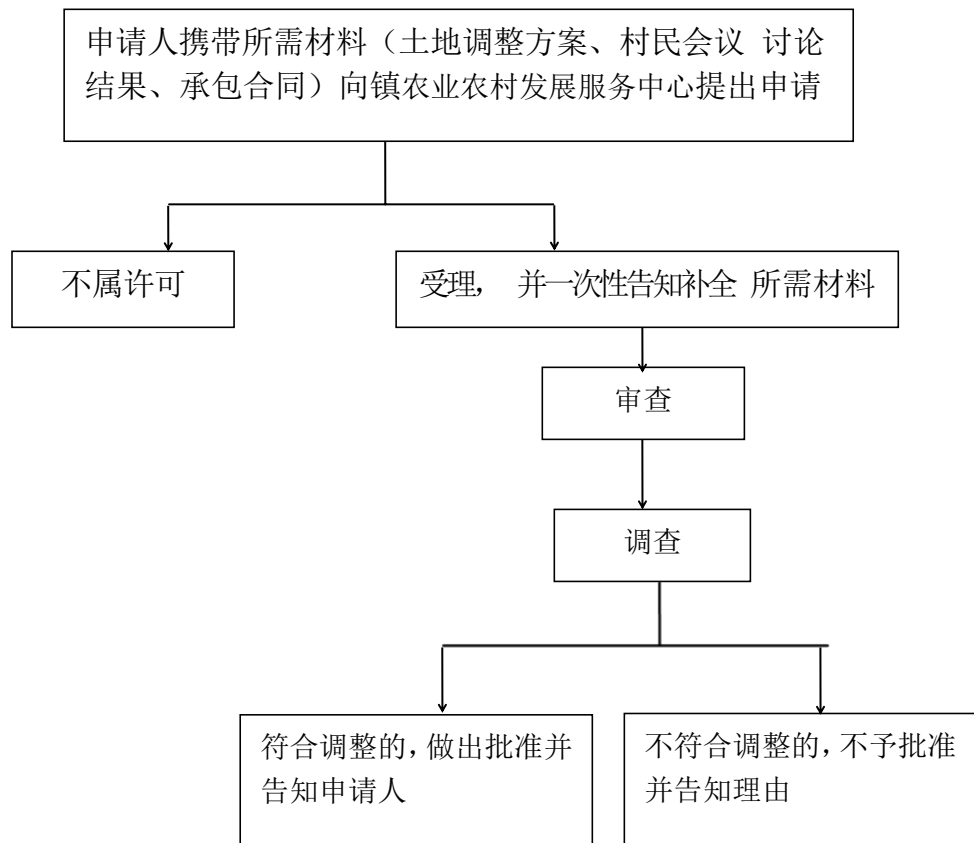 申请人携带所需材料（土地调整方案、村民会议 讨论
结果、承包合同）向镇农业农村发展服务中心提出申请
不属许可
受理， 并一次性告知补全 所需材料
审查
调查
符合调整的，做出批准并
告知申请人
不符合调整的，不予批准
并告知理由